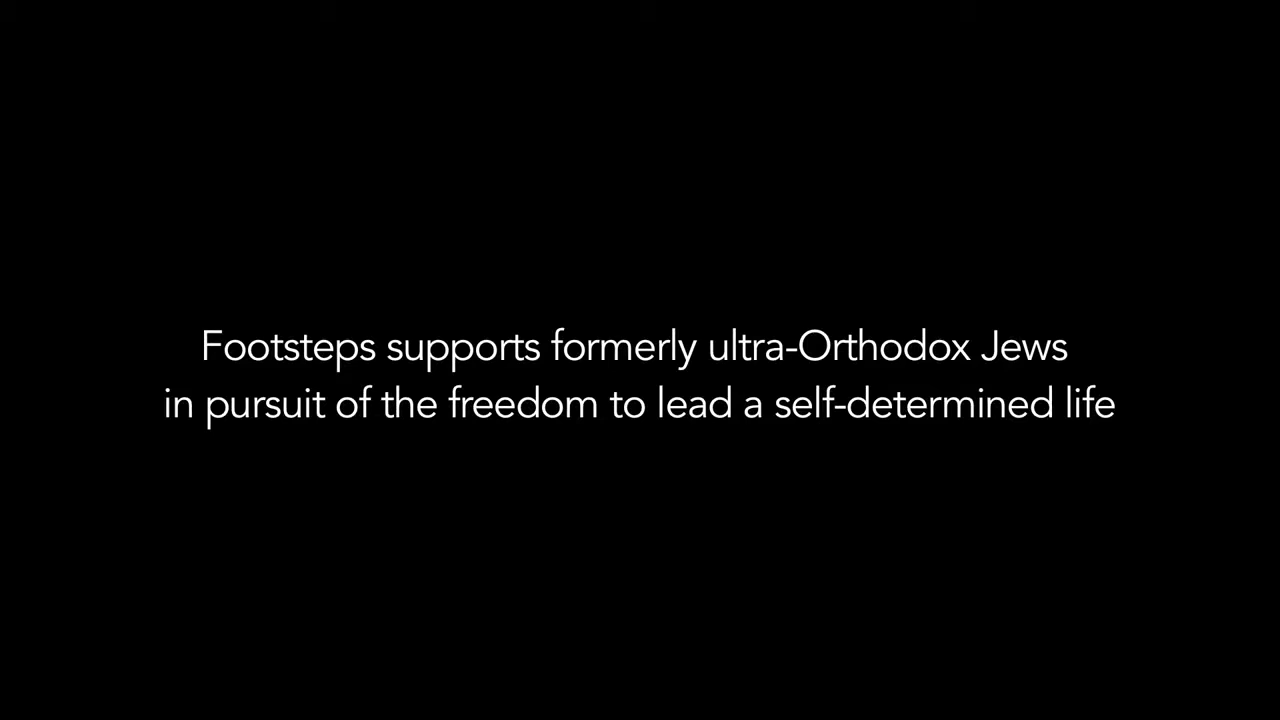 Footsteps supports formerly ultra-Orthodox Jews
in pursuit of the freedom to lead a self-determined life